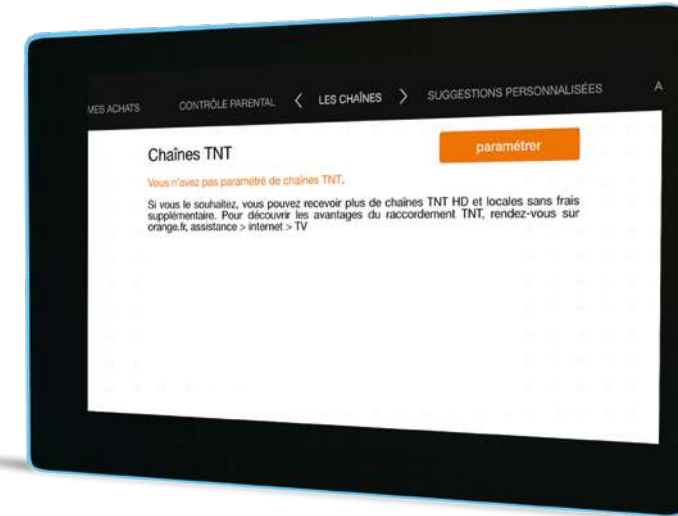 MES ACHATS CONTRÔLE PARENTAL < LES CHAÎNES > SUGGESTIONS PERSONNALISÉES A
Chaînes TNT
paramétrer
Vous n'avez pas paramétré de chaînes TNT.
Si vous le souhaitez, vous pouvez recevoir plus de chaînes TNT HD et locales sans frais
supplémentaire. Pour découvrir les avantages du raccordement TNT, rendez-vous sur
orange.fr, assistance > internet > TV